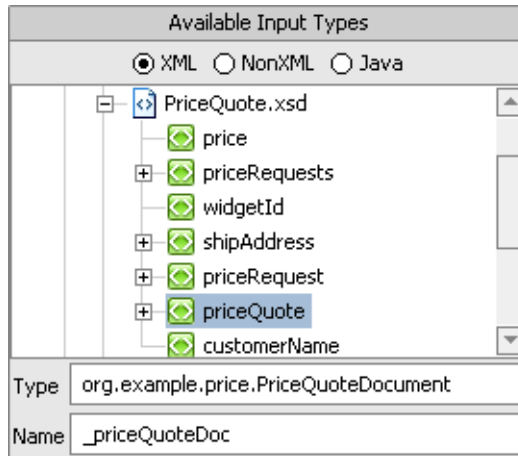 Available Input Types
XML NonXML Java
PriceQuote.xsd
price
priceRequests
widgetId
shipAddress
priceRequest
priceQuote
customerName
Type org.example.price.PriceQuoteDocument
Name _priceQuoteDoc